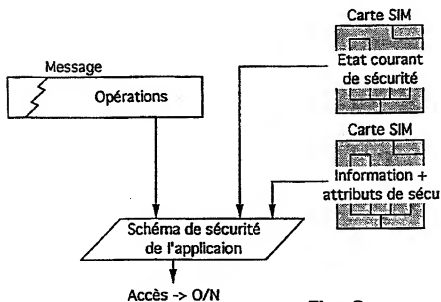 Carte SIM
Etat courant
de sécurité
Message
Opérations
Carte SIM
Information +
attributs de sécu
Schéma de sécurité
de l'applicaion
Accès -> O/N